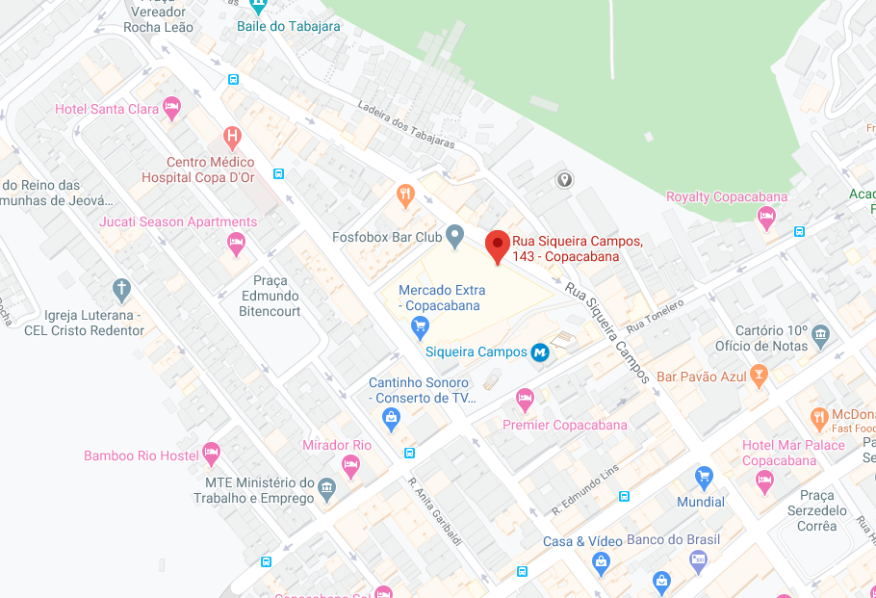 Praça
Vereador
Rocha Leão
Baile do Tabajara
Hotel Santa Clara
Ladeira dos Tabajaras
H
Centro Médico
Hospital Copa D'Or
do Reino das
munhas de Jeová...
Jucati Season Apartments
Royalty Copacabana
Fosfobox Bar Club
Rua Siqueira Campos,
143 - Copacabana
Praça
Edmundo
Bitencourt
Mercado Extra
- Copacabana
Rua Siqueira Campos
Rua Tonelero
Igreja Luterana -
CEL Cristo Redentor
Siqueira Campos
M
Cartório 10º
Ofício de Notas
Cantinho Sonoro
- Conserto de TV...
Bar Pavão Azul
Premier Copacabana
Fast Food
Mirador Rio
Bamboo Rio Hostel
Hotel Mar Palace
Copacabana
MTE Ministério do
Trabalho e Emprego
R. Anita Garibaldi
R. Edmundo Lins
Mundial
Praça
Serzedelo
Corrêa
Casa & Vídeo
Banco do Brasil